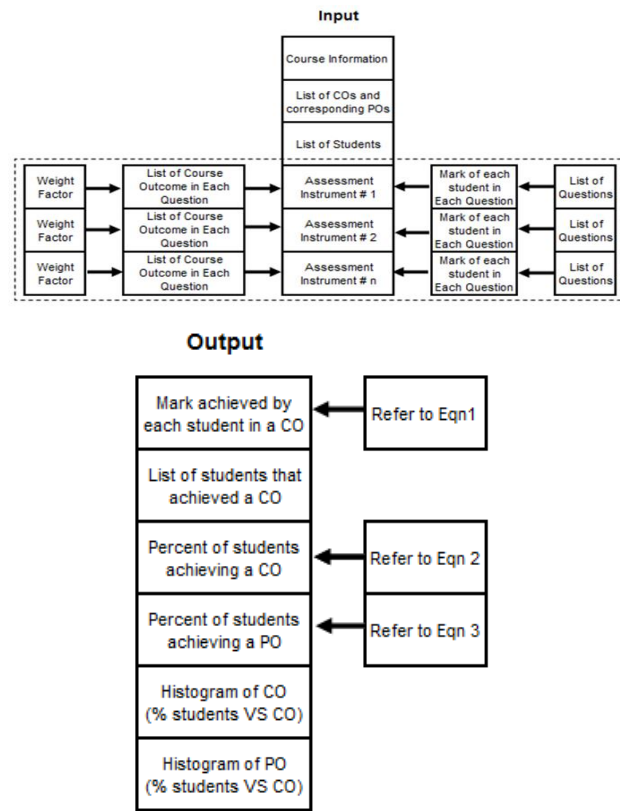 Input
Course Information
List of COs and
corresponding POs
List of Students
Weight
Factor
List of Course
Outcome in Each
Question
Assessment
Instrument # 1
Mark of each
student in
Each Question
List of
Questions
Weight
Factor
List of Course
Outcome in Each
Question
Assessment
Instrument # 2
Mark of each
student in
Each Question
List of
Questions
Weight
Factor
List of Course
Outcome in Each
Question
Assessment
Instrument # n
Mark of each
student in
Each Question
List of
Questions
Output
Mark achieved by
each student in a CO
Refer to Eqn1
List of students that
achieved a CO
Percent of students
achieving a CO
Refer to Eqn 2
Percent of students
achieving a PO
Refer to Eqn 3
Histogram of CO
(% students VS CO)
Histogram of PO
(% students VS CO)